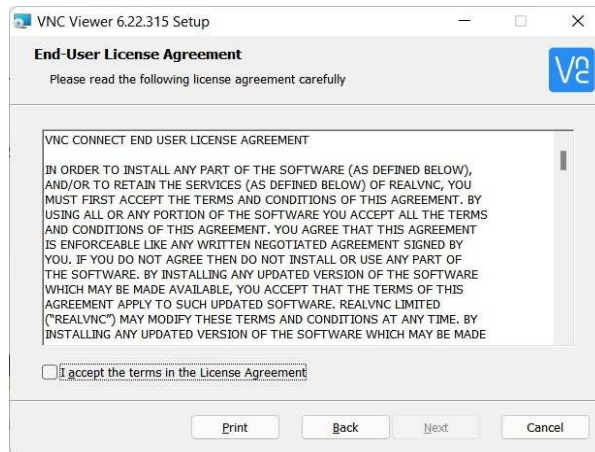 VNC Viewer 6.22.315 Setup
End-User License Agreement
Please read the following license agreement carefully
VNC CONNECT END USER LICENSE AGREEMENT
IN ORDER TO INSTALL ANY PART OF THE SOFTWARE (AS DEFINED BELOW),
AND/OR TO RETAIN THE SERVICES (AS DEFINED BELOW) OF REALVNC, YOU
MUST FIRST ACCEPT THE TERMS AND CONDITIONS OF THIS AGREEMENT. BY
USING ALL OR ANY PORTION OF THE SOFTWARE YOU ACCEPT ALL THE TERMS
AND CONDITIONS OF THIS AGREEMENT. YOU AGREE THAT THIS AGREEMENT
IS ENFORCEABLE LIKE ANY WRITTEN NEGOTIATED AGREEMENT SIGNED BY
YOU. IF YOU DO NOT AGREE THEN DO NOT INSTALL OR USE ANY PART OF
THE SOFTWARE. BY INSTALLING ANY UPDATED VERSION OF THE SOFTWARE
WHICH MAY BE MADE AVAILABLE, YOU ACCEPT THAT THE TERMS OF THIS
AGREEMENT APPLY TO SUCH UPDATED SOFTWARE. REALVNC LIMITED
("REALVNC") MAY MODIFY THESE TERMS AND CONDITIONS AT ANY TIME. BY
INSTALLING ANY UPDATED VERSION OF THE SOFTWARE WHICH MAY BE MADE
I accept the terms in the License Agreement
Print Back Next Cancel